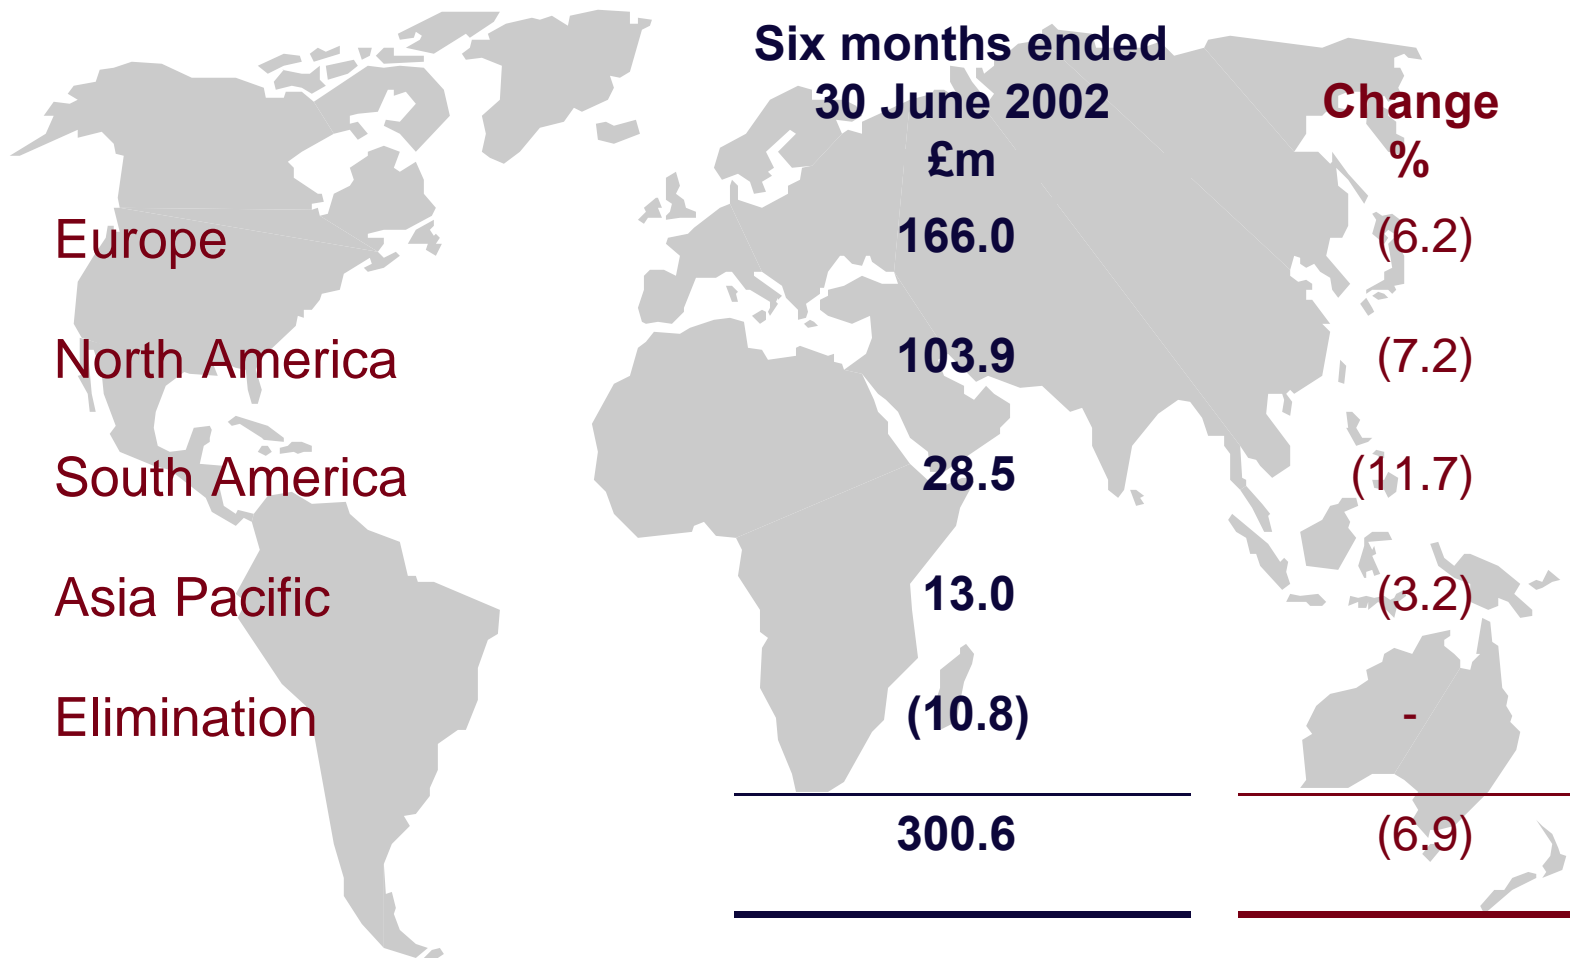 Six months ended
30 June 2002 Change
£m %
Europe 166.0 (6.2)
North America 103.9 (7.2)
South America 28.5 (11.7)
Asia Pacific 13.0 (3.2)
Elimination (10.8) -
300.6 (6.9)